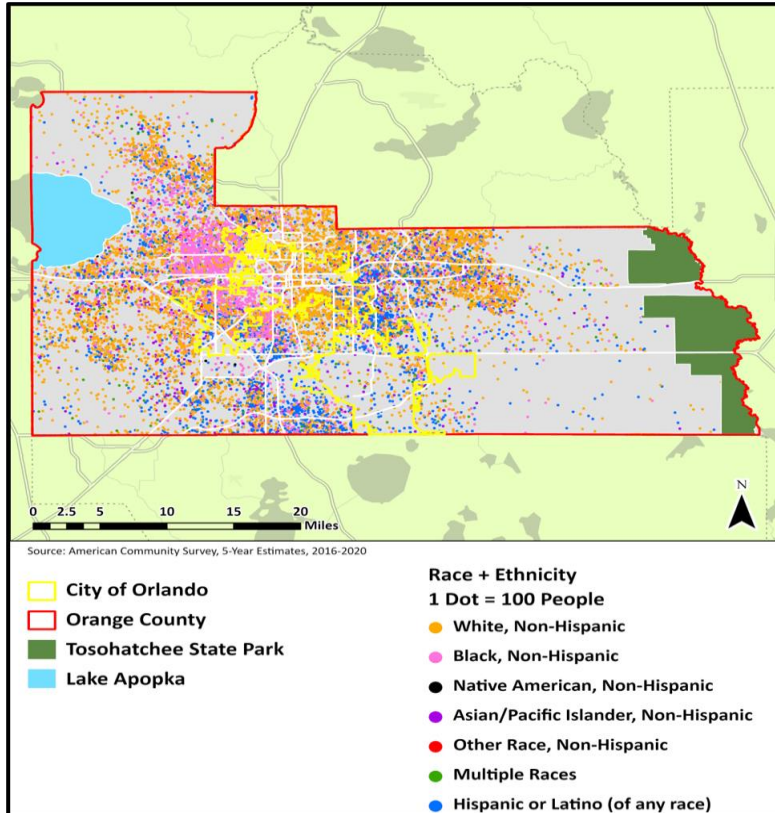 N
0 2.5 5 10 15 20
Miles
Source: American Community Survey, 5-Year Estimates, 2016-2020
City of Orlando
Orange County
Tosohatchee State Park
Lake Apopka
Race + Ethnicity
1 Dot = 100 People
White, Non-Hispanic
Black, Non-Hispanic
Native American, Non-Hispanic
Asian/Pacific Islander, Non-Hispanic
Other Race, Non-Hispanic
Multiple Races
Hispanic or Latino (of any race)